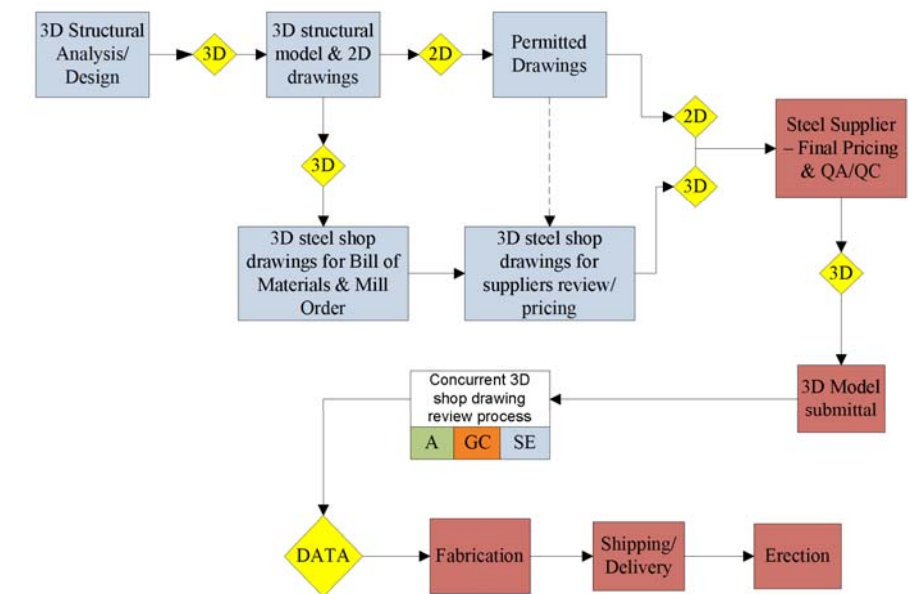 3D Structural
Analysis/
Design
3D
3D structural
model & 2D
drawings
2D
Permitted
Drawings
2D
Steel Supplier
– Final Pricing
& QA/QC
3D
3D
3D steel shop
drawings for Bill of
Materials & Mill
Order
3D steel shop
drawings for
suppliers review/
pricing
3D
3D Model
submittal
Concurrent 3D
shop drawing
review process
A
GC
SE
DATA
Fabrication
Shipping/
Delivery
Erection